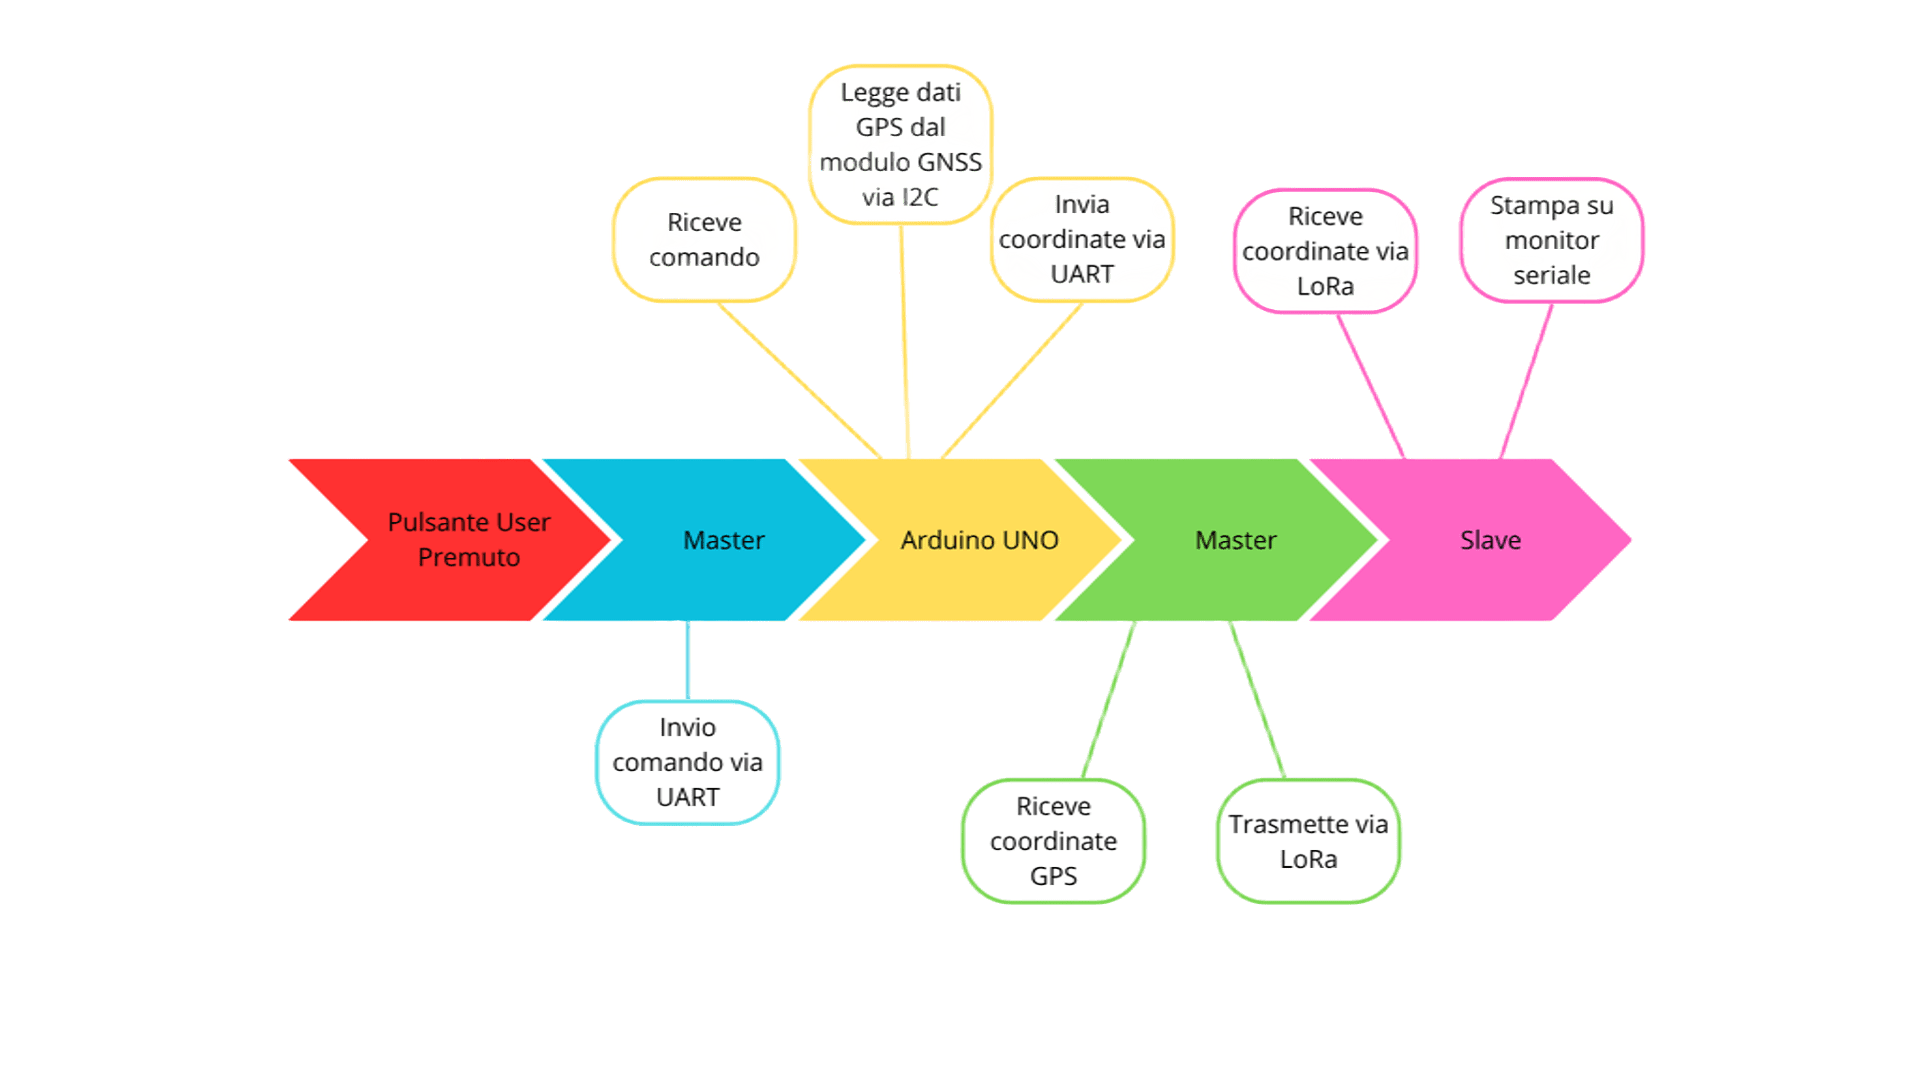 Legge dati
GPS dal
modulo GNSS
via I2C
Riceve
comando
Invia
coordinate via
UART
Riceve
coordinate via
LoRa
Stampa su
monitor
seriale
Pulsante User
Premuto
Master
Arduino UNO
Master
Slave
Invio
comando via
UART
Riceve
coordinate
GPS
Trasmette via
LoRa